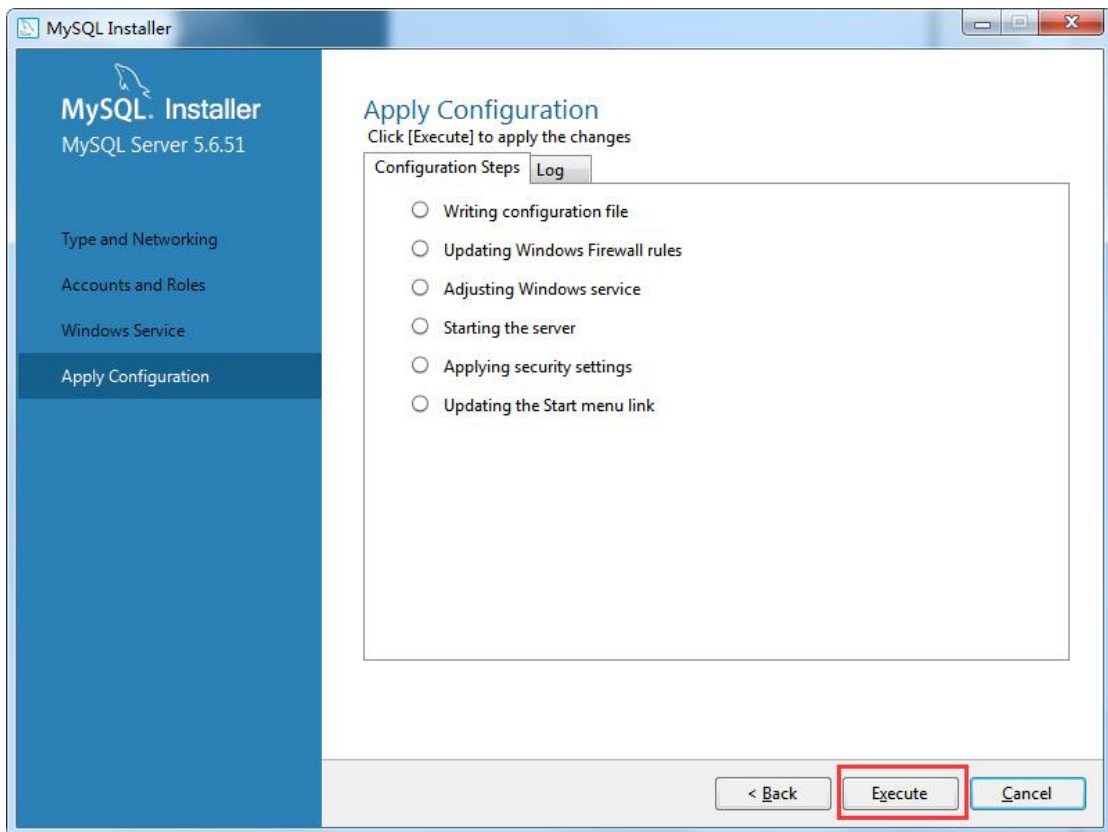 MySQL Installer
MySQL. Installer
MySQL Server 5.6.51
Type and Networking
Accounts and Roles
Windows Service
Apply Configuration
Apply Configuration
Click [Execute] to apply the changes
Configuration Steps
Log
Writing configuration file
Updating Windows Firewall rules
Adjusting Windows service
Starting the server
Applying security settings
Updating the Start menu link
< Back
Execute
Cancel